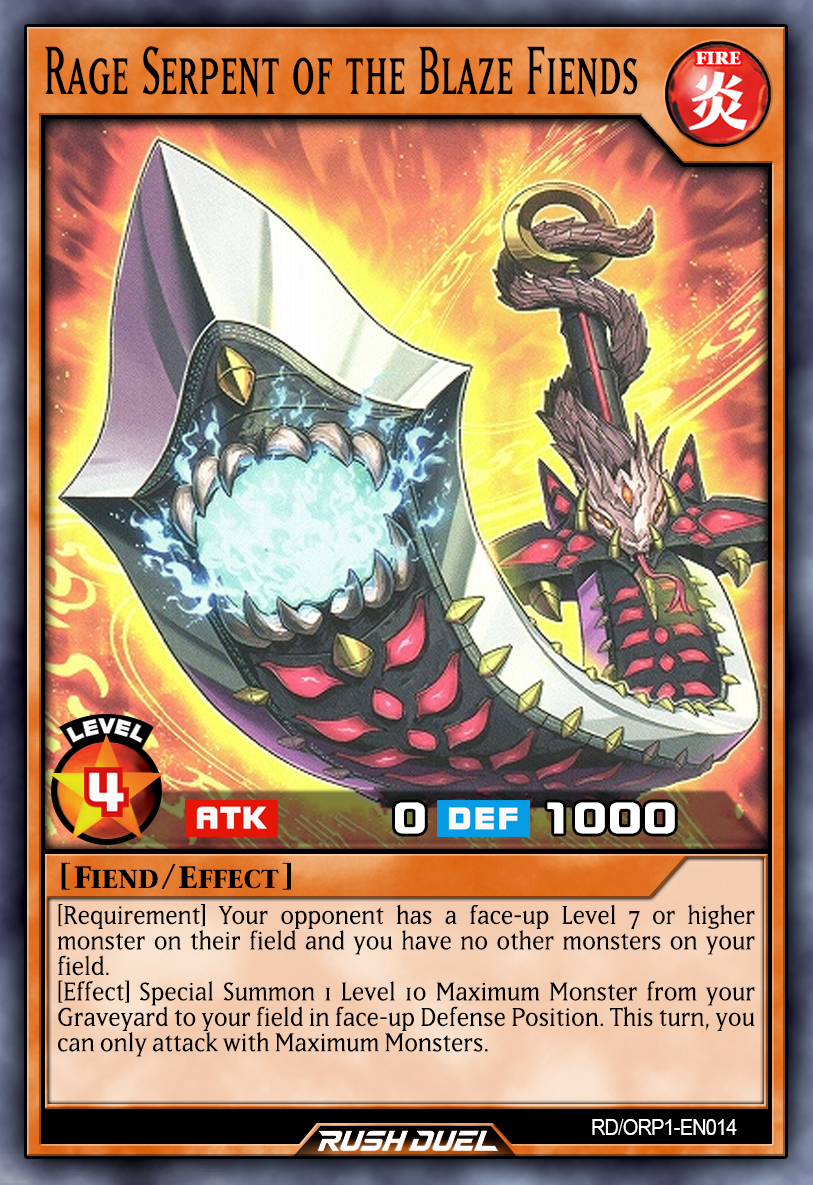 Rage Serpent of the Blaze Fiends
FIRE
炎
LEVEL
4
ATK 0 DEF 1000
[Fiend/Effect]
[Requirement] Your opponent has a face-up Level 7 or higher
monster on their field and you have no other monsters on your
field.
[Effect] Special Summon 1 Level 10 Maximum Monster from your
Graveyard to your field in face-up Defense Position. This turn, you
can only attack with Maximum Monsters.
RUSH DUEL
RD/ORP1-EN014